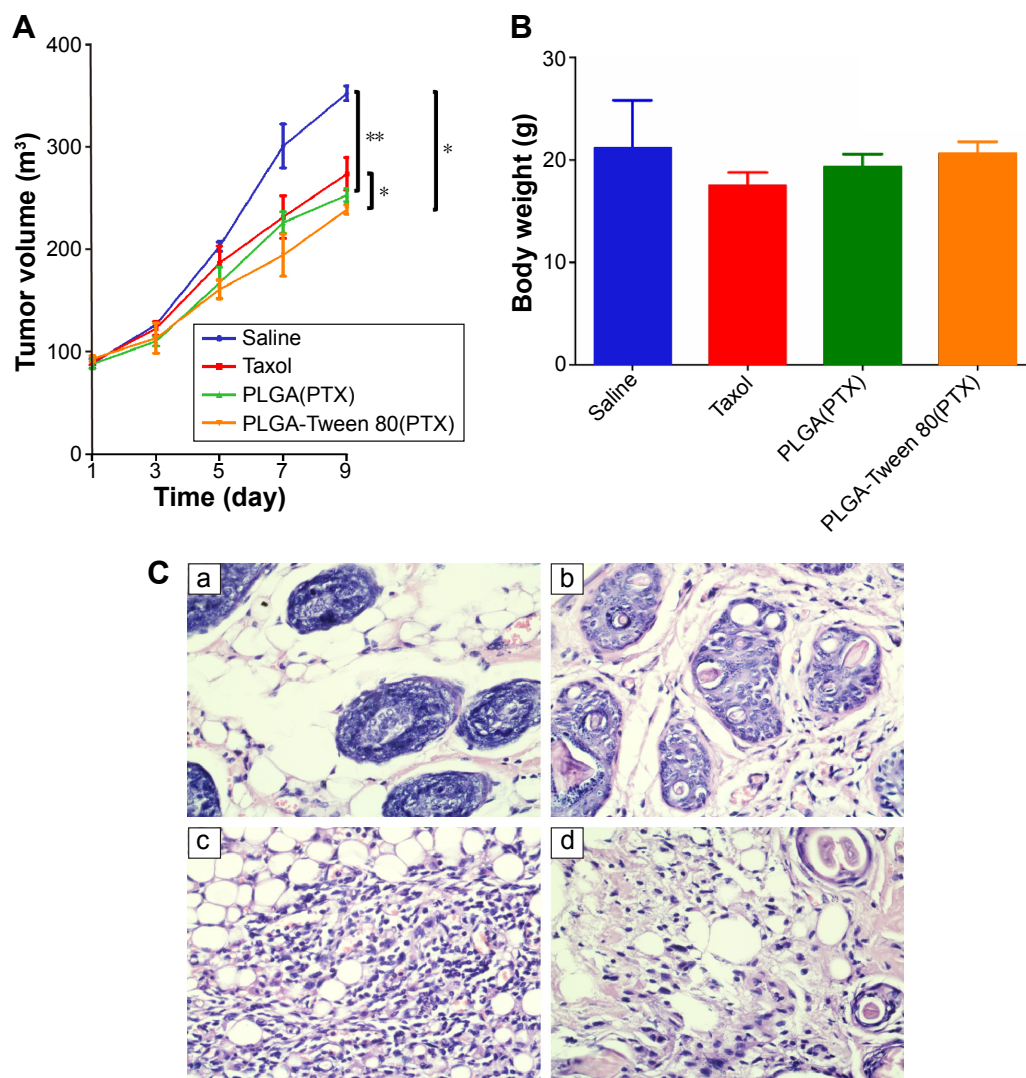 A
400
300
200
100
0
Tumor volume (m³)
1 3 5 7 9
Time (day)
**
*
*
Saline
Taxol
PLGA(PTX)
PLGA-Tween 80(PTX)
B
30
20
10
0
Body weight (g)
Saline
Taxol
PLGA(PTX)
PLGA-Tween 80(PTX)
C
a
b
c
d